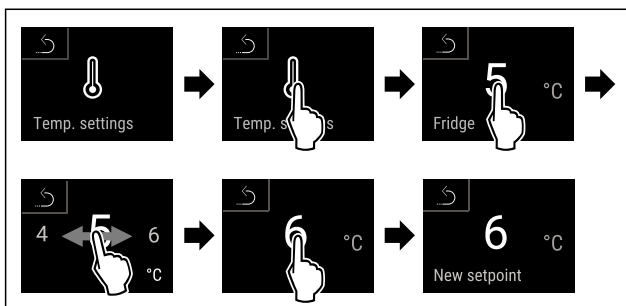 Temp. settings
Temp.
5 °C
Fridge
4 5 6
°C
6 °C
6 °C
New setpoint